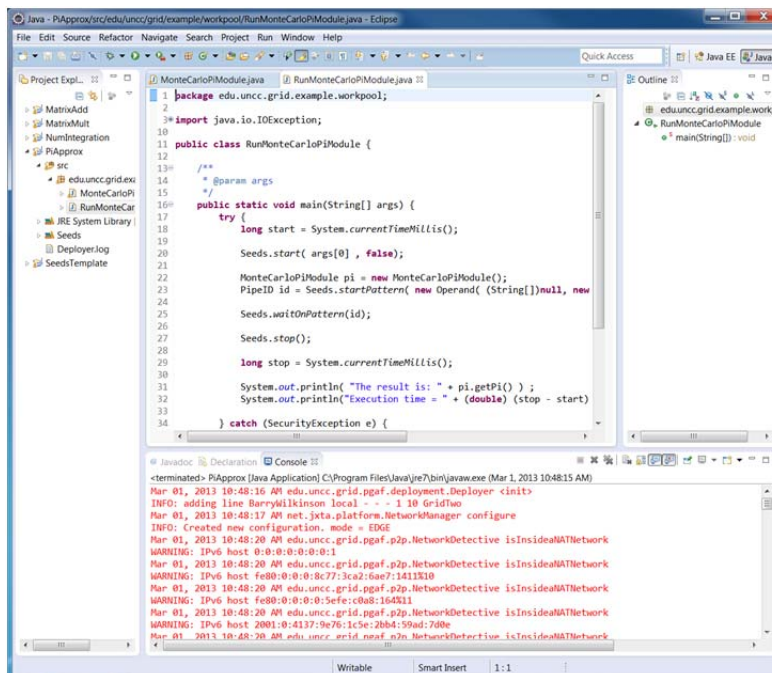 Java - PiApprox/src/edu/uncc/grid/example/workpool/RunMonteCarloPiModule.java - Eclipse
File Edit Source Refactor Navigate Search Project Run Window Help
Quick Access Java EE Java
Project Expl...
MatrixAdd
MatrixMult
NumIntegration
PiApprox
src
edu.uncc.grid.exa
MonteCarloPi
RunMonteCar
JRE System Library [
Seeds
Deployer.log
SeedsTemplate
MonteCarloPiModule.java RunMonteCarloPiModule.java
1 package edu.uncc.grid.example.workpool;
2
3 import java.io.IOException;
10
11 public class RunMonteCarloPiModule {
12
13 /**
14 * @param args
15 */
16 public static void main(String[] args) {
17 try {
18 long start = System.currentTimeMillis();
19
20 Seeds.start( args[0] , false);
21
22 MonteCarloPiModule pi = new MonteCarloPiModule();
23 PipeID id = Seeds.startPattern( new Operand( (String[])null, new
24
25 Seeds.waitOnPattern(id);
26
27 Seeds.stop();
28
29 long stop = System.currentTimeMillis();
30
31 System.out.println( "The result is: " + pi.getPi() ) ;
32 System.out.println("Execution time = " + (double) (stop - start)
33
34 } catch (SecurityException e) {
Outline
edu.uncc.grid.example.work
RunMonteCarloPiModule
main(String[]) : void
Javadoc Declaration Console
<terminated> PiApprox [Java Application] C:\Program Files\Java\jre7\bin\javaw.exe (Mar 1, 2013 10:48:15 AM)
Mar 01, 2013 10:48:16 AM edu.uncc.grid.pgaf.deployment.Deployer <init>
INFO: adding line BarryWilkinson local - - - 1 10 GridTwo
Mar 01, 2013 10:48:17 AM net.jxta.platform.NetworkManager configure
INFO: Created new configuration. mode = EDGE
Mar 01, 2013 10:48:20 AM edu.uncc.grid.pgaf.p2p.NetworkDetective isInsideaNATNetwork
WARNING: IPv6 host 0:0:0:0:0:0:0:1
Mar 01, 2013 10:48:20 AM edu.uncc.grid.pgaf.p2p.NetworkDetective isInsideaNATNetwork
WARNING: IPv6 host fe80:0:0:0:8c77:3ca2:6ae7:1411%10
Mar 01, 2013 10:48:20 AM edu.uncc.grid.pgaf.p2p.NetworkDetective isInsideaNATNetwork
WARNING: IPv6 host fe80:0:0:0:0:5efe:c0a8:164%11
Mar 01, 2013 10:48:20 AM edu.uncc.grid.pgaf.p2p.NetworkDetective isInsideaNATNetwork
WARNING: IPv6 host 2001:0:4137:9e76:1c5e:2bb4:59ad:7d0e
Mar 01, 2013 10:48:20 AM edu.uncc.grid.pgaf.p2p.NetworkDetective isInsideaNATNetwork
Writable Smart Insert 1 : 1